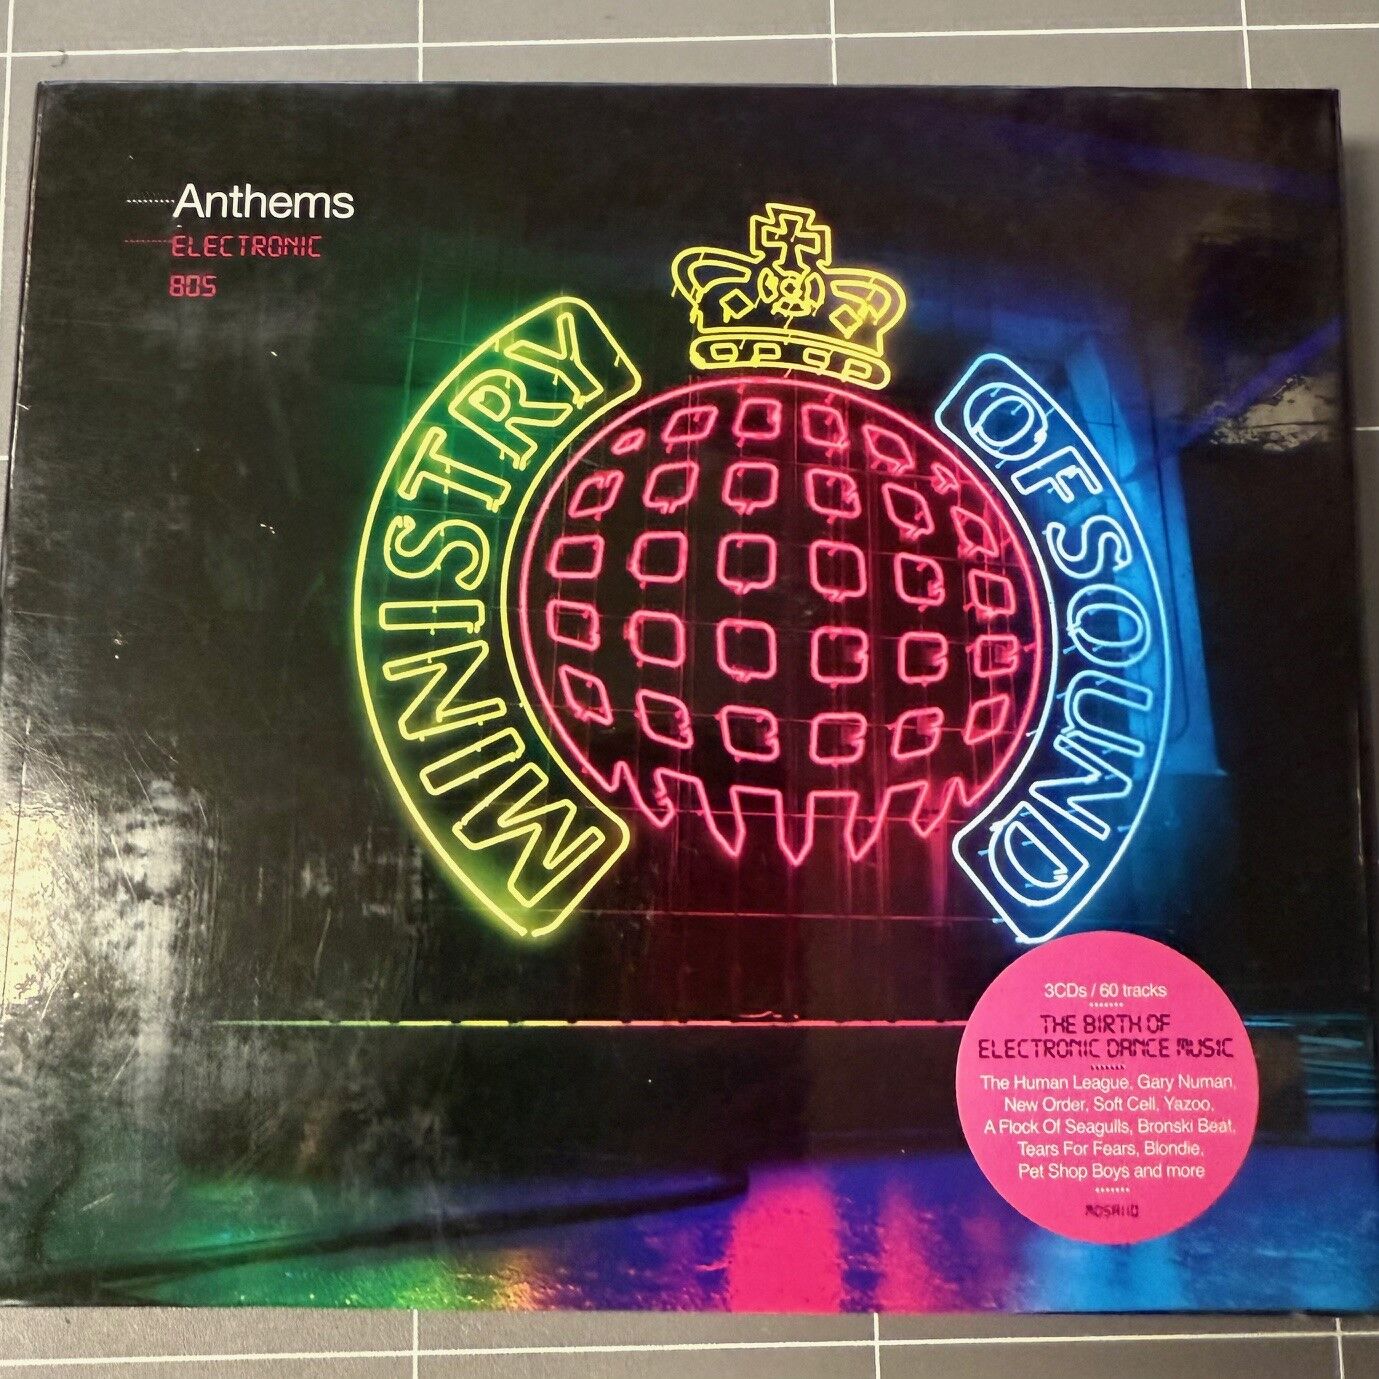 Anthems
ELECTRONIC
80S
MINISTRY
OF SOUND
3CDs / 60 tracks
THE BIRTH OF
ELECTRONIC DANCE MUSIC
The Human League, Gary Numan,
New Order, Soft Cell, Yazoo,
A Flock Of Seagulls, Bronski Beat,
Tears For Fears, Blondie,
Pet Shop Boys and more